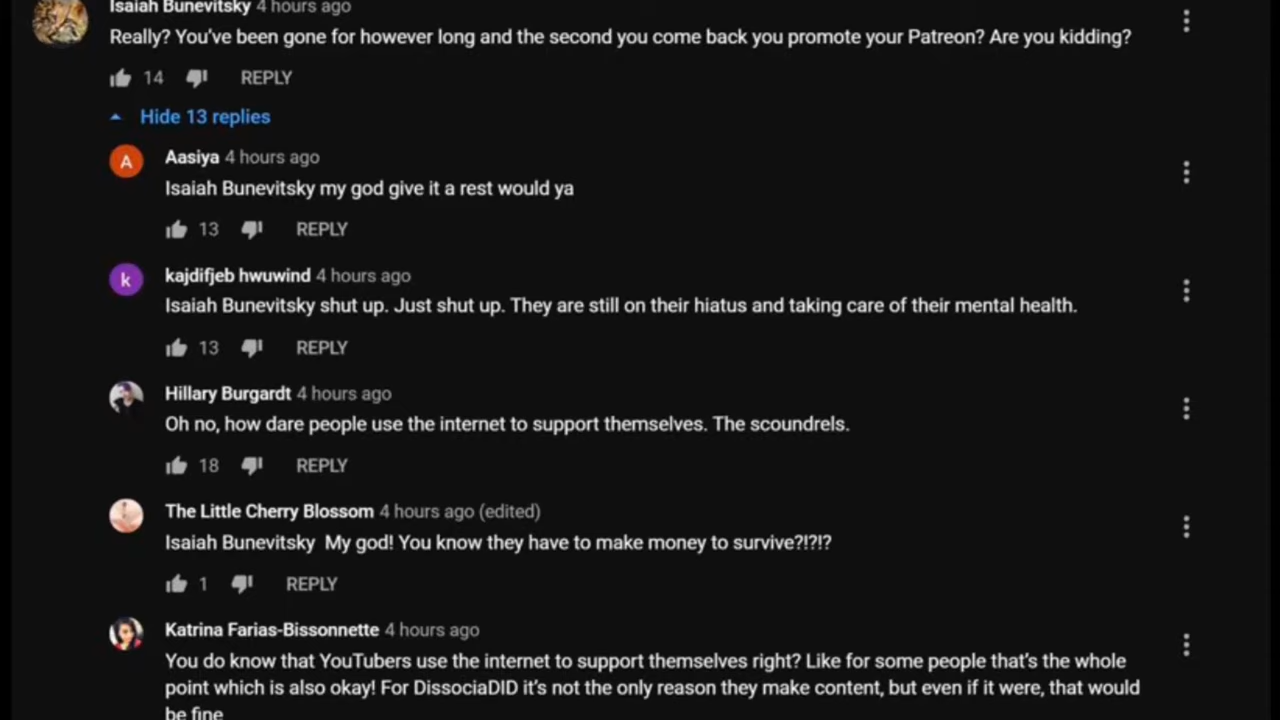 Isaiah Bunevitsky 4 hours ago
Really? You've been gone for however long and the second you come back you promote your Patreon? Are you kidding?
14 REPLY
Hide 13 replies
A
Aasiya 4 hours ago
Isaiah Bunevitsky my god give it a rest would ya
13 REPLY
k
kajdifjeb hwuwind 4 hours ago
Isaiah Bunevitsky shut up. Just shut up. They are still on their hiatus and taking care of their mental health.
13 REPLY
Hillary Burgardt 4 hours ago
Oh no, how dare people use the internet to support themselves. The scoundrels.
18 REPLY
The Little Cherry Blossom 4 hours ago (edited)
Isaiah Bunevitsky My god! You know they have to make money to survive?!?!?
1 REPLY
Katrina Farias-Bissonnette 4 hours ago
You do know that YouTubers use the internet to support themselves right? Like for some people that's the whole
point which is also okay! For DissociaDID it's not the only reason they make content, but even if it were, that would
be fine